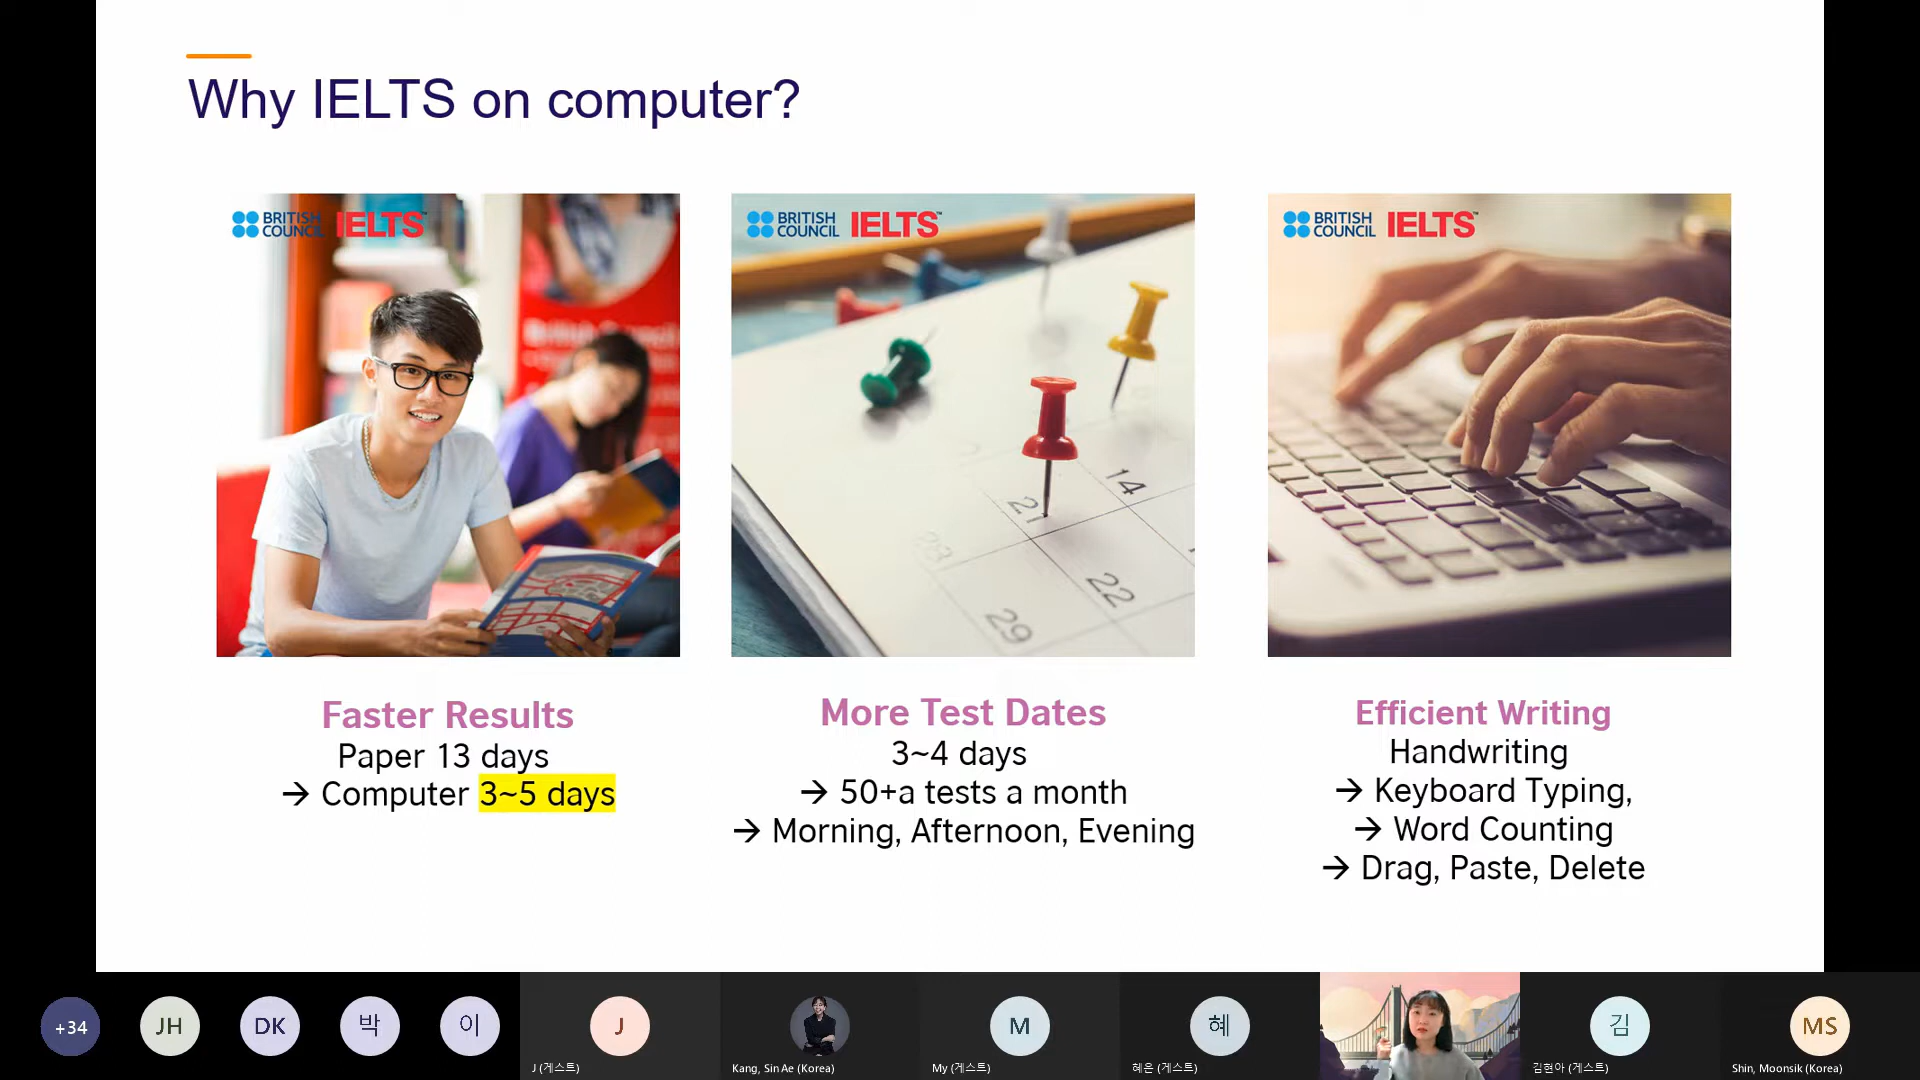 Why IELTS on computer?
BRITISH COUNCIL IELTS™
BRITISH COUNCIL IELTS™
BRITISH COUNCIL IELTS™
14
21
22
29
Faster Results
Paper 13 days
→ Computer 3~5 days
More Test Dates
3~4 days
→ 50+a tests a month
→ Morning, Afternoon, Evening
Efficient Writing
Handwriting
→ Keyboard Typing,
→ Word Counting
→ Drag, Paste, Delete
+34
JH
DK
박
이
J
J (게스트)
Kang, Sin Ae (Korea)
M
My (게스트)
혜
혜은 (게스트)
김
김현아 (게스트)
MS
Shin, Moonsik (Korea)